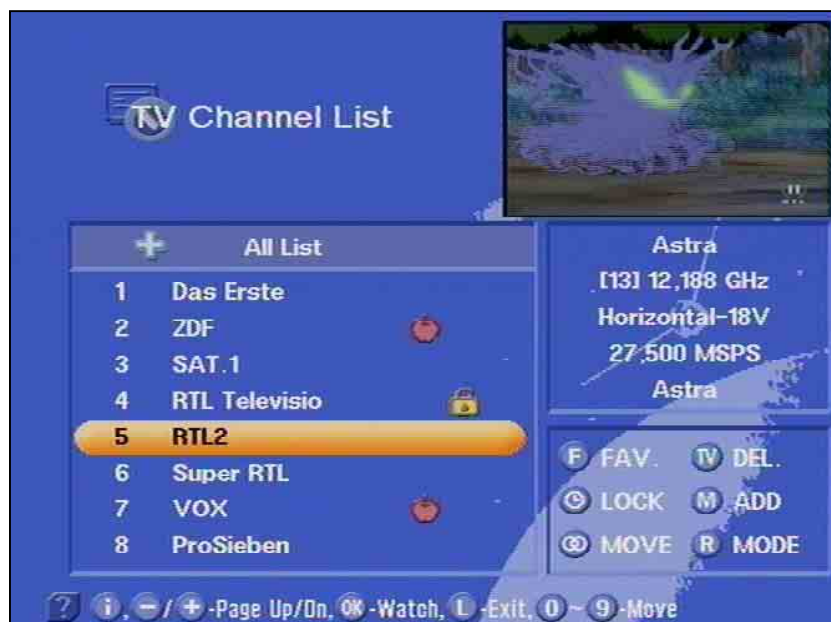 TV Channel List
All List
1 Das Erste
2 ZDF
3 SAT.1
4 RTL Televisio
5 RTL2
6 Super RTL
7 VOX
8 ProSieben
Astra
[13] 12,188 GHz
Horizontal-18V
27,500 MSPS
Astra
F FAV. TV DEL.
LOCK M ADD
MOVE R MODE
? i, -/+ -Page Up/Dn, OK -Watch, L -Exit, 0 ~ 9 -Move